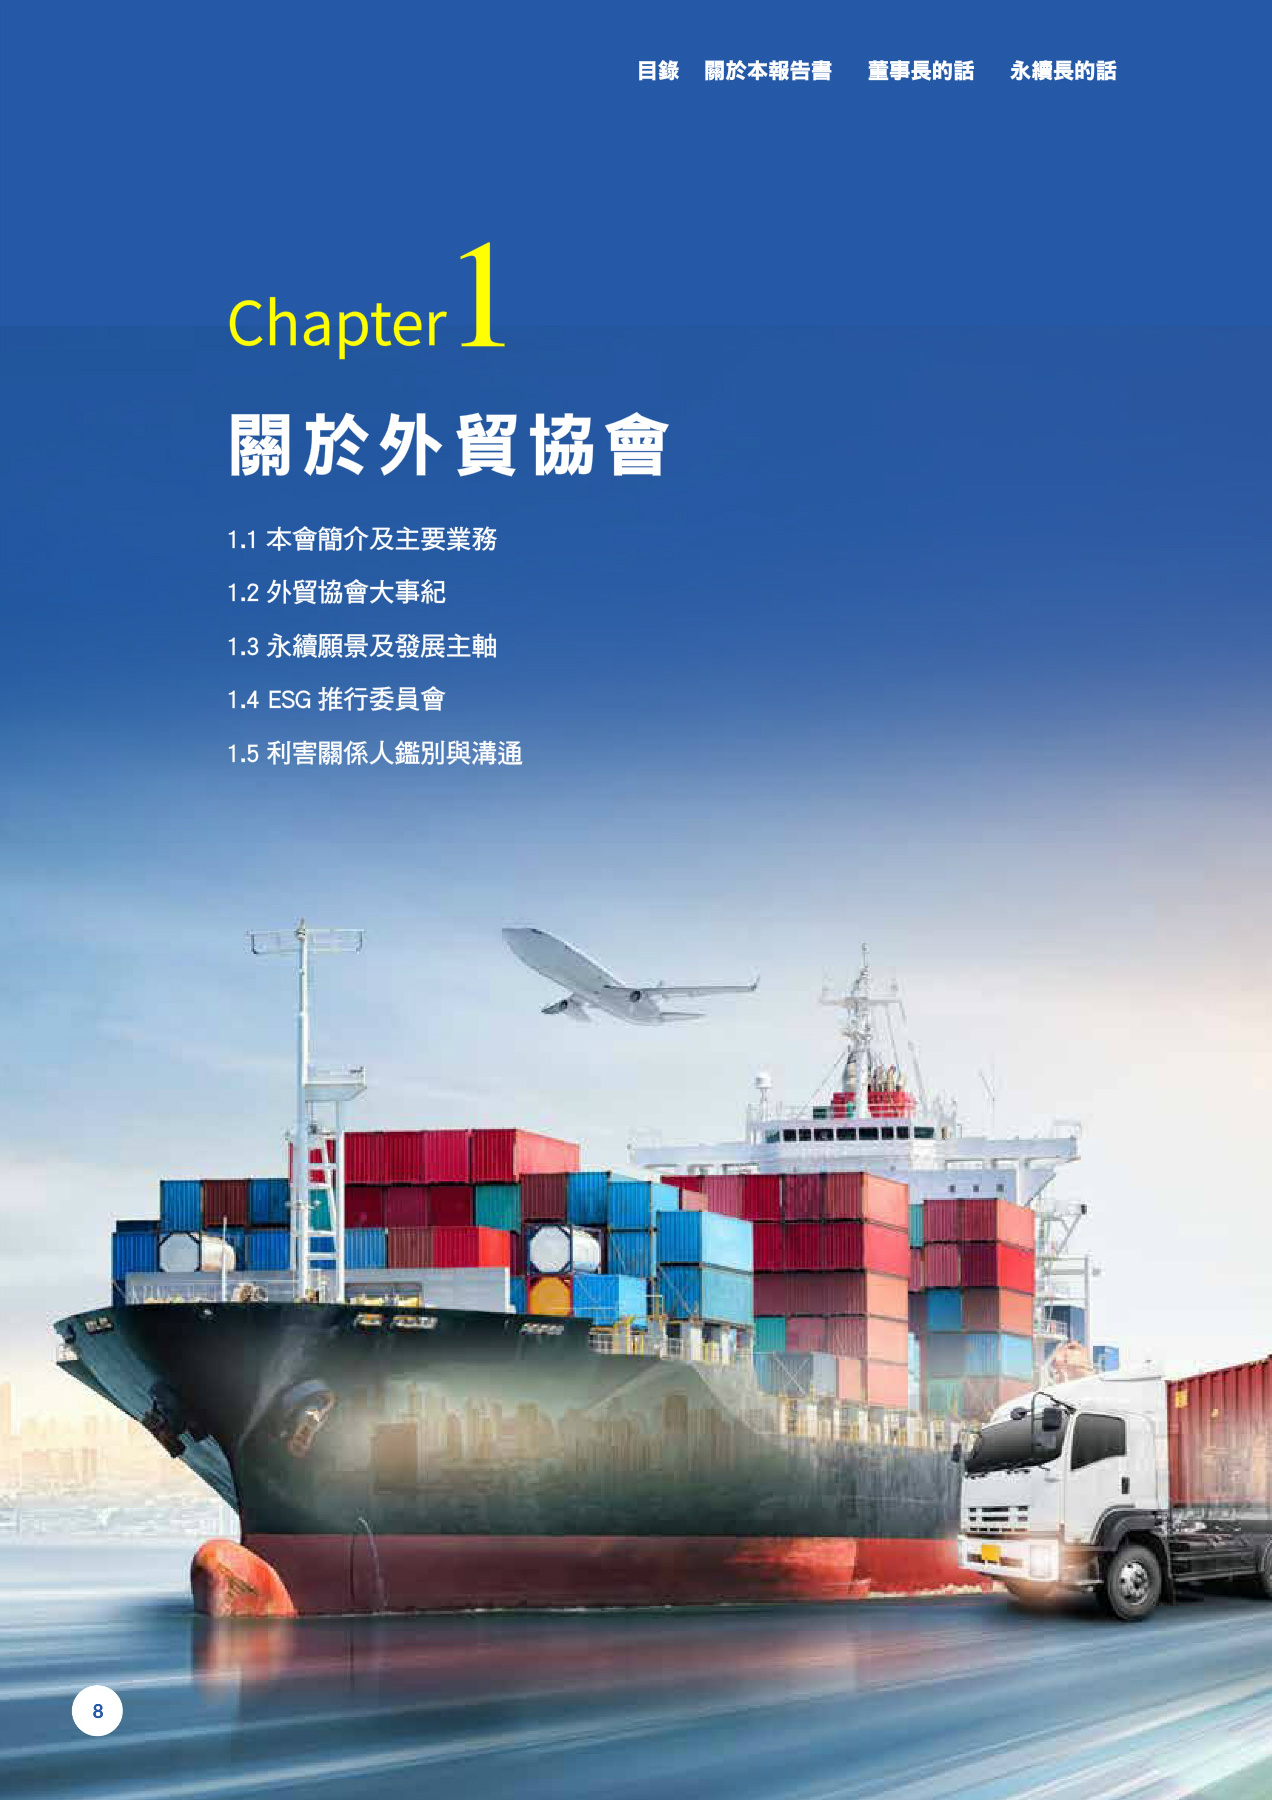 目錄 關於本報告書 董事長的話 永續長的話
Chapter 1
關於外貿協會
1.1 本會簡介及主要業務
1.2 外貿協會大事紀
1.3 永續願景及發展主軸
1.4 ESG 推行委員會
1.5 利害關係人鑑別與溝通
8